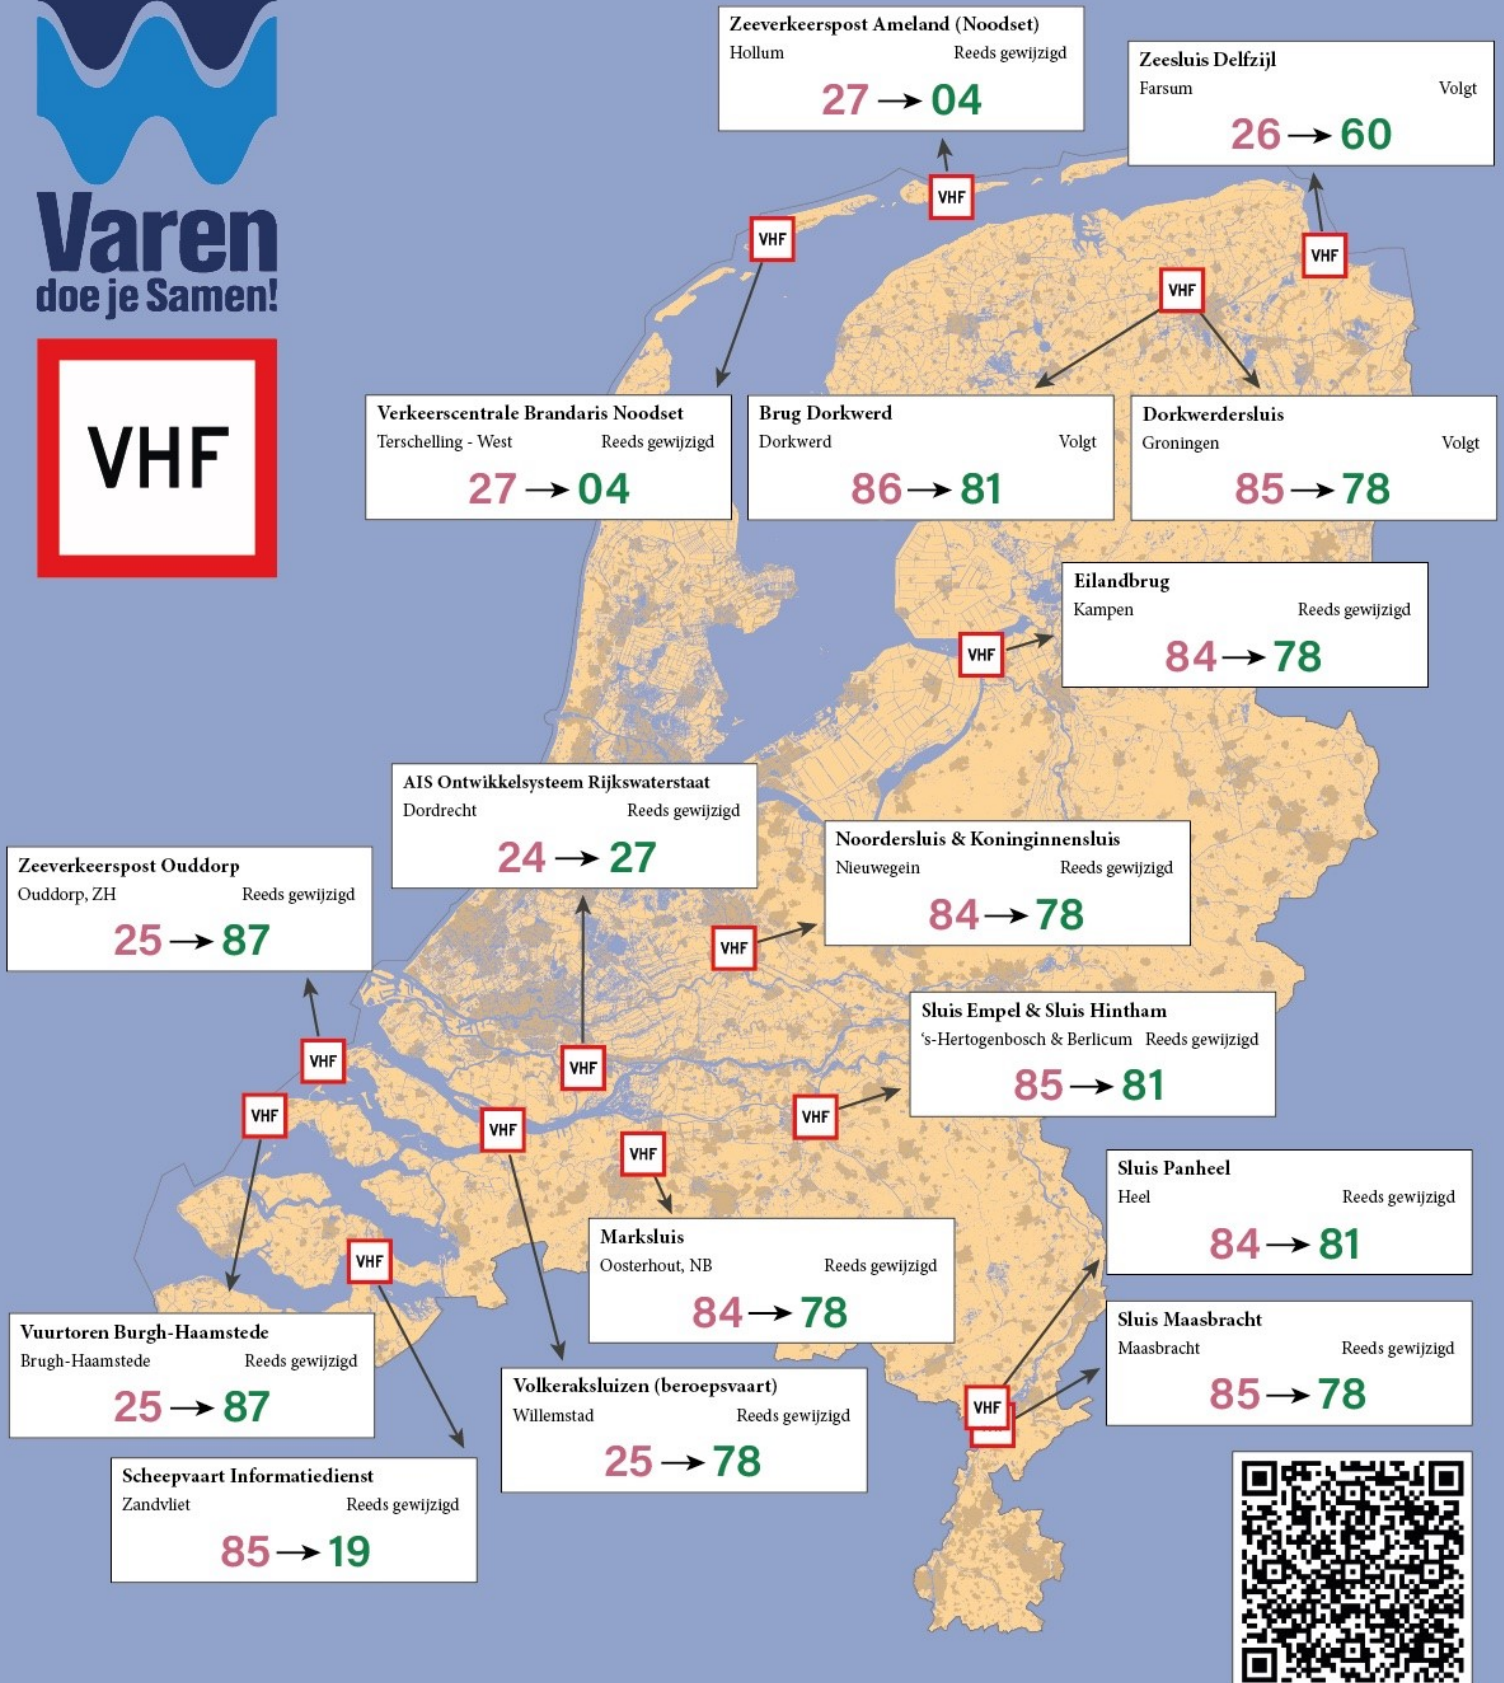 Varen
doe je Samen!
VHF
Zeeverkeerspost Ameland (Noodset)
Hollum Reeds gewijzigd
27 → 04
Zeesluis Delfzijl
Farsum Volgt
26 → 60
VHF
VHF
VHF
VHF
Verkeerscentrale Brandaris Noodset
Terschelling - West Reeds gewijzigd
27 → 04
Brug Dorkwerd
Dorkwerd Volgt
86 → 81
Dorkwerdersluis
Groningen Volgt
85 → 78
Eilandbrug
Kampen Reeds gewijzigd
84 → 78
VHF
AIS Ontwikkelsysteem Rijkswaterstaat
Dordrecht Reeds gewijzigd
24 → 27
Noordersluis & Koninginnensluis
Nieuwegein Reeds gewijzigd
84 → 78
VHF
Zeeverkeerspost Ouddorp
Ouddorp, ZH Reeds gewijzigd
25 → 87
Sluis Empel & Sluis Hintham
‘s-Hertogenbosch & Berlicum Reeds gewijzigd
85 → 81
VHF
VHF
VHF
VHF
VHF
VHF
Sluis Panheel
Heel Reeds gewijzigd
84 → 81
Marksluis
Oosterhout, NB Reeds gewijzigd
84 → 78
VHF
Sluis Maasbracht
Maasbracht Reeds gewijzigd
85 → 78
Vuurtoren Burgh-Haamstede
Brugh-Haamstede Reeds gewijzigd
25 → 87
Volkeraksluizen (beroepsvaart)
Willemstad Reeds gewijzigd
25 → 78
VHF
Scheepvaart Informatiedienst
Zandvliet Reeds gewijzigd
85 → 19